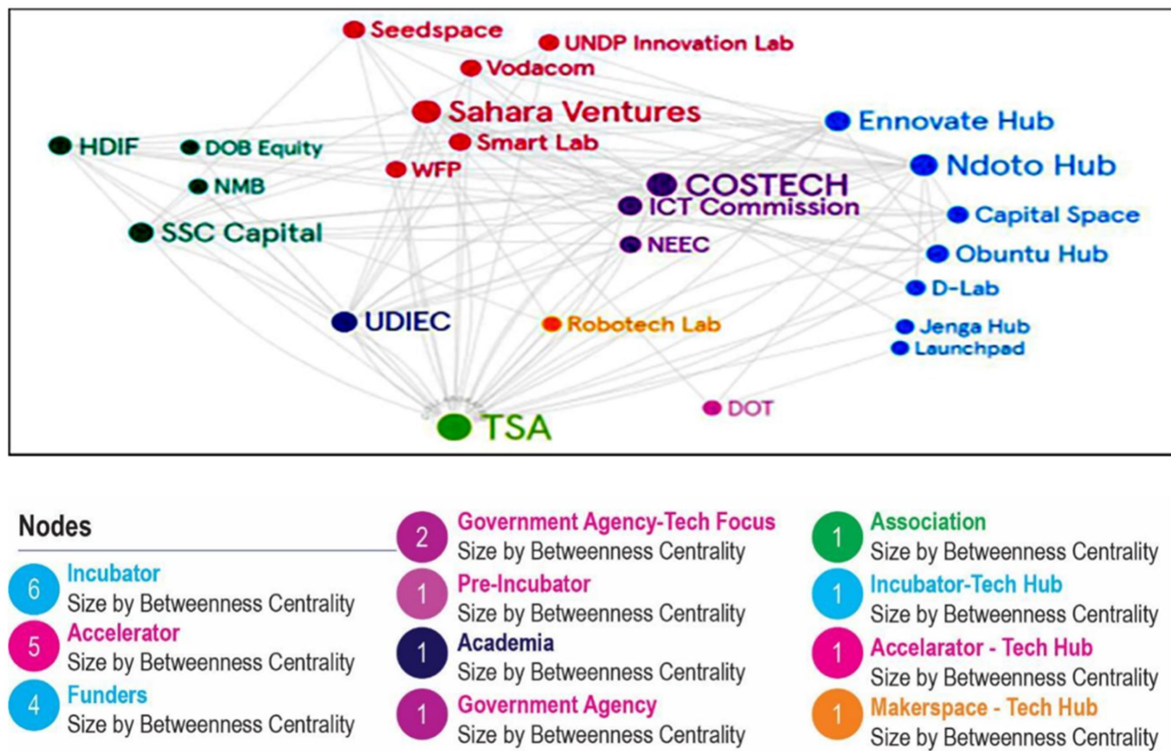 Seedspace
UNDP Innovation Lab
Vodacom
Sahara Ventures
Ennovate Hub
HDIF
DOB Equity
Smart Lab
Ndoto Hub
WFP
NMB
COSTECH
ICT Commission
Capital Space
SSC Capital
NEEC
Obuntu Hub
D-Lab
UDIEC
Robotech Lab
Jenga Hub
Launchpad
DOT
TSA
Nodes
6
Incubator
Size by Betweenness Centrality
5
Accelerator
Size by Betweenness Centrality
4
Funders
Size by Betweenness Centrality
2
Government Agency-Tech Focus
Size by Betweenness Centrality
1
Pre-Incubator
Size by Betweenness Centrality
1
Academia
Size by Betweenness Centrality
1
Government Agency
Size by Betweenness Centrality
1
Association
Size by Betweenness Centrality
1
Incubator-Tech Hub
Size by Betweenness Centrality
1
Accelarator - Tech Hub
Size by Betweenness Centrality
1
Makerspace - Tech Hub
Size by Betweenness Centrality